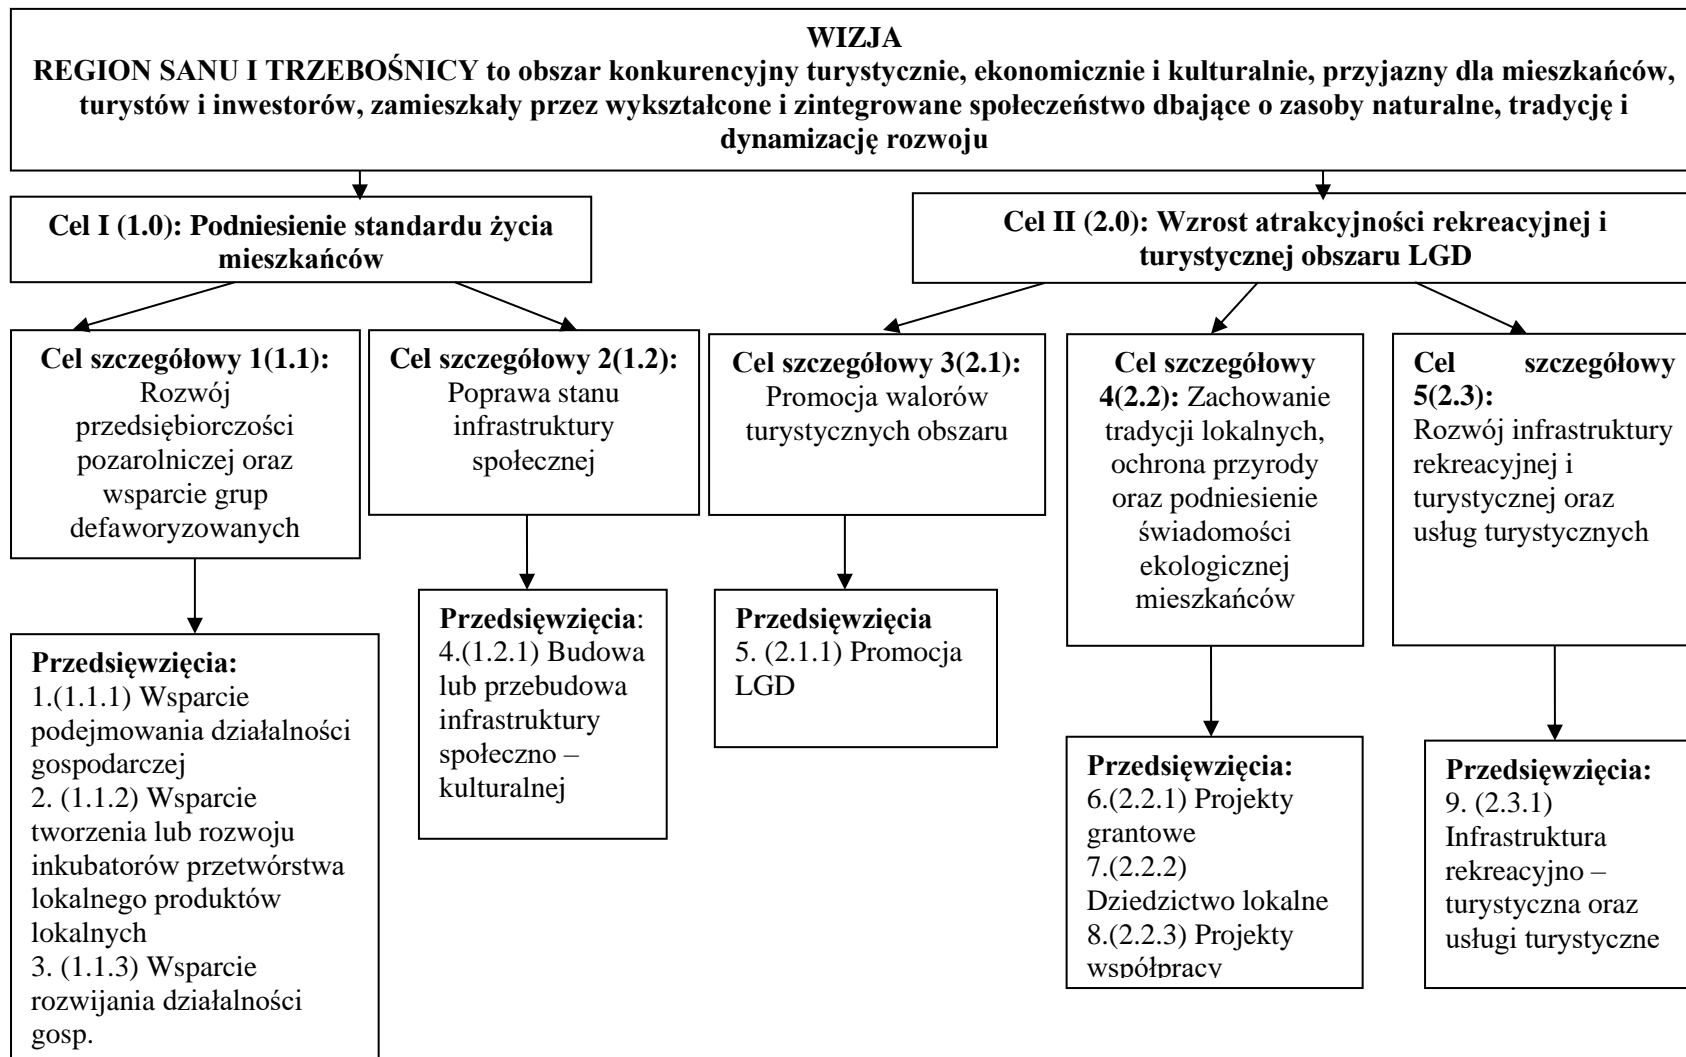 WIZJA
REGION SANU I TRZEBOŚNICY to obszar konkurencyjny turystycznie, ekonomicznie i kulturalnie, przyjazny dla mieszkańców,
turystów i inwestorów, zamieszkały przez wykształcone i zintegrowane społeczeństwo dbające o zasoby naturalne, tradycję i
dynamizację rozwoju
Cel I (1.0): Podniesienie standardu życia
mieszkańców
Cel II (2.0): Wzrost atrakcyjności rekreacyjnej i
turystycznej obszaru LGD
Cel szczegółowy 1(1.1):
Rozwój
przedsiębiorczości
pozarolniczej oraz
wsparcie grup
defaworyzowanych
Cel szczegółowy 2(1.2):
Poprawa stanu
infrastruktury
społecznej
Cel szczegółowy 3(2.1):
Promocja walorów
turystycznych obszaru
Cel szczegółowy
4(2.2): Zachowanie
tradycji lokalnych,
ochrona przyrody
oraz podniesienie
świadomości
ekologicznej
mieszkańców
Cel szczegółowy
5(2.3):
Rozwój infrastruktury
rekreacyjnej i
turystycznej oraz
usług turystycznych
Przedsięwzięcia:
1.(1.1.1) Wsparcie
podejmowania działalności
gospodarczej
2. (1.1.2) Wsparcie
tworzenia lub rozwoju
inkubatorów przetwórstwa
lokalnego produktów
lokalnych
3. (1.1.3) Wsparcie
rozwijania działalności
gosp.
Przedsięwzięcia:
4.(1.2.1) Budowa
lub przebudowa
infrastruktury
społeczno –
kulturalnej
Przedsięwzięcia
5. (2.1.1) Promocja
LGD
Przedsięwzięcia:
6.(2.2.1) Projekty
grantowe
7.(2.2.2)
Dziedzictwo lokalne
8.(2.2.3) Projekty
współpracy
Przedsięwzięcia:
9. (2.3.1)
Infrastruktura
rekreacyjno –
turystyczna oraz
usługi turystyczne